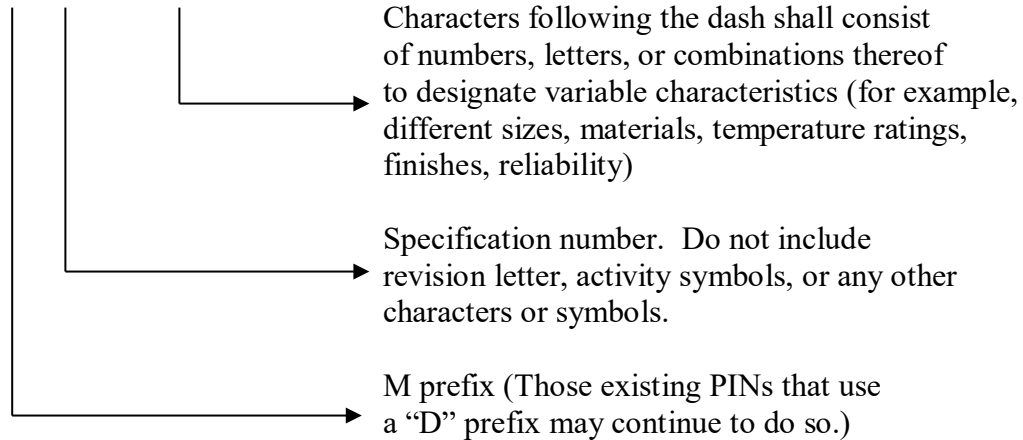 Characters following the dash shall consist
of numbers, letters, or combinations thereof
to designate variable characteristics (for example,
different sizes, materials, temperature ratings,
finishes, reliability)
Specification number.  Do not include
revision letter, activity symbols, or any other
characters or symbols.
M prefix (Those existing PINs that use
a “D” prefix may continue to do so.)